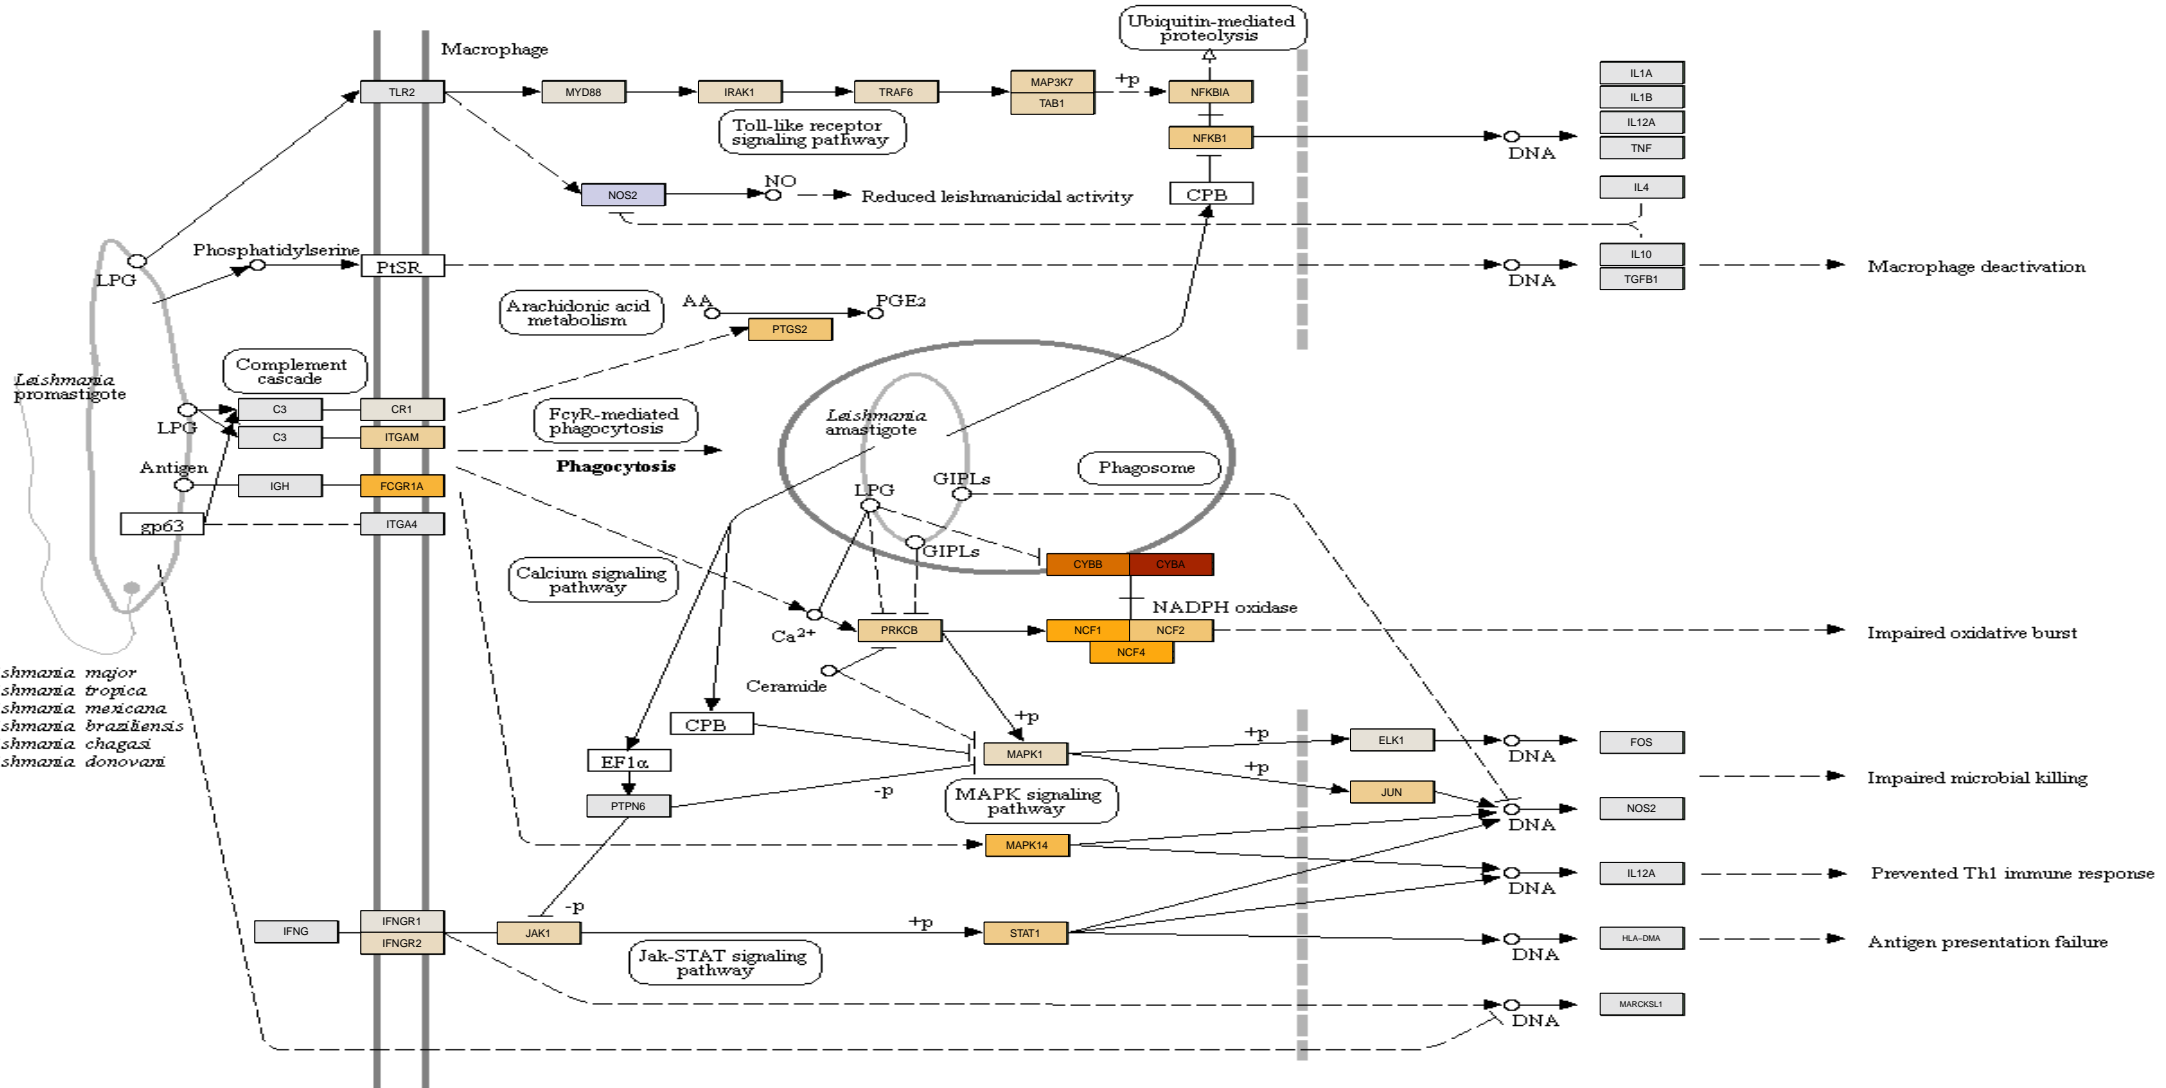 Ubiquitin-mediated
proteolysis
Macrophage
TLR2
MYD88
IRAK1
TRAF6
MAP3K7
TAB1
+p
NFKBIA
IL1A
IL1B
IL12A
TNF
Toll-like receptor
signaling pathway
NFKB1
DNA
NOS2
NO
Reduced leishmanicidal activity
CPB
IL4
Phosphatidylserine
LPG
PtSR
DNA
IL10
TGFB1
Macrophage deactivation
Arachidonic acid
metabolism
AA
PGE2
PTGS2
Complement
cascade
Leishmania
promastigote
LPG
C3
CR1
C3
ITGAM
FcγR-mediated
phagocytosis
Phagocytosis
Leishmania
amastigote
Phagosome
Antigen
IGH
FCGR1A
gp63
ITGA4
LPG
GIPLs
GIPLs
CYBB
CYBA
Calcium signaling
pathway
NADPH oxidase
Ca2+
PRKCB
NCF1
NCF2
NCF4
Impaired oxidative burst
Ceramide
shmania major
shmania tropica
shmania mexicana
shmania braziliensis
shmania chagasi
shmania donovani
CPB
+p
MAPK1
+p
ELK1
DNA
FOS
EF1α
+p
JUN
Impaired microbial killing
PTPN6
-p
MAPK signaling
pathway
DNA
NOS2
MAPK14
DNA
IL12A
Prevented Th1 immune response
IFNG
IFNGR1
IFNGR2
-p
JAK1
+p
STAT1
DNA
HLA-DMA
Antigen presentation failure
Jak-STAT signaling
pathway
DNA
MARCKSL1